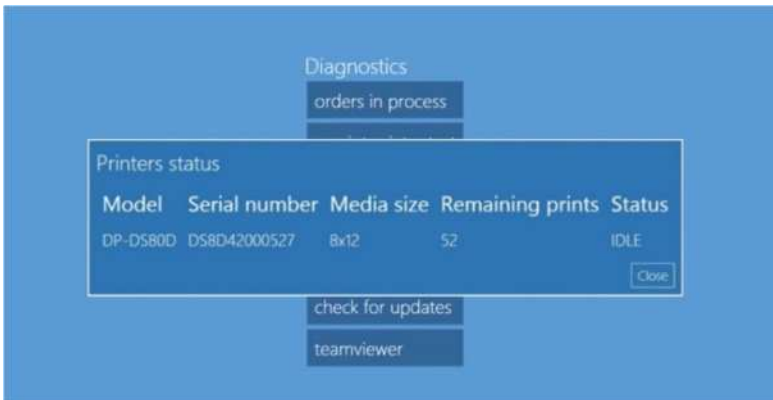 Diagnostics
orders in process
Printers status
Model Serial number Media size Remaining prints Status
DP-DS80D DS8D42000527 8x12 52 IDLE
Close
check for updates
teamviewer